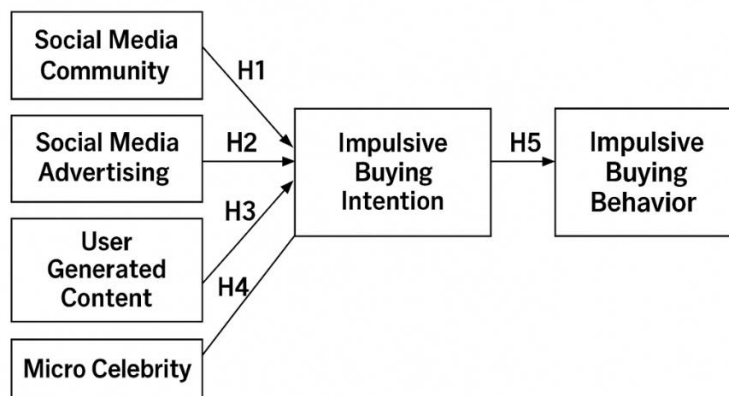 Social Media
Community
H1
Social Media
Advertising
H2
User
Generated
Content
H3
Micro Celebrity
H4
Impulsive
Buying
Intention
H5
Impulsive
Buying
Behavior